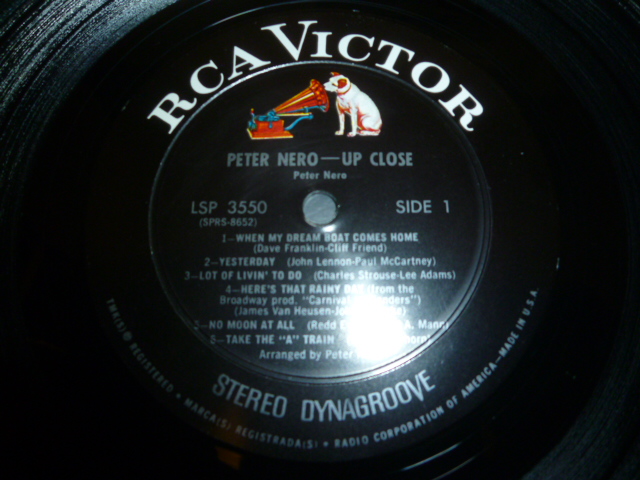 RCA VICTOR
PETER NERO—UP CLOSE
Peter Nero
LSP 3550
(SPRS-8652)
SIDE 1
1—WHEN MY DREAM BOAT COMES HOME
(Dave Franklin-Cliff Friend)
2—YESTERDAY (John Lennon-Paul McCartney)
3—LOT OF LIVIN' TO DO (Charles Strouse-Lee Adams)
4—HERE'S THAT RAINY (from the
Broadway prod. "Carnival
(James Van Heusen-
5—NO MOON AT ALL (Redd A. Mann)
6—TAKE THE "A" TRAIN
Arranged by Peter
STEREO DYNAGROOVE
TMK(S) ® REGISTERED • MARCA(S) REGISTRADA(S) • RADIO CORPORATION OF AMERICA—MADE IN U.S.A.